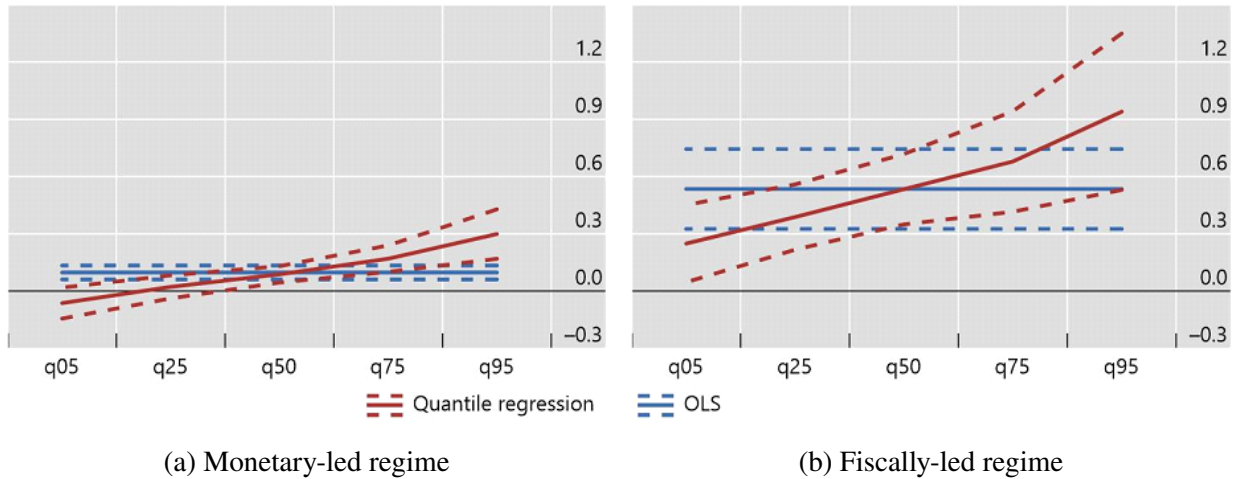 1.2 1.2
0.9 0.9
0.6 0.6
0.3 0.3
0.0 0.0
–0.3 –0.3
q05 q25 q50 q75 q95 q05 q25 q50 q75 q95
Quantile regression OLS
(a) Monetary-led regime (b) Fiscally-led regime